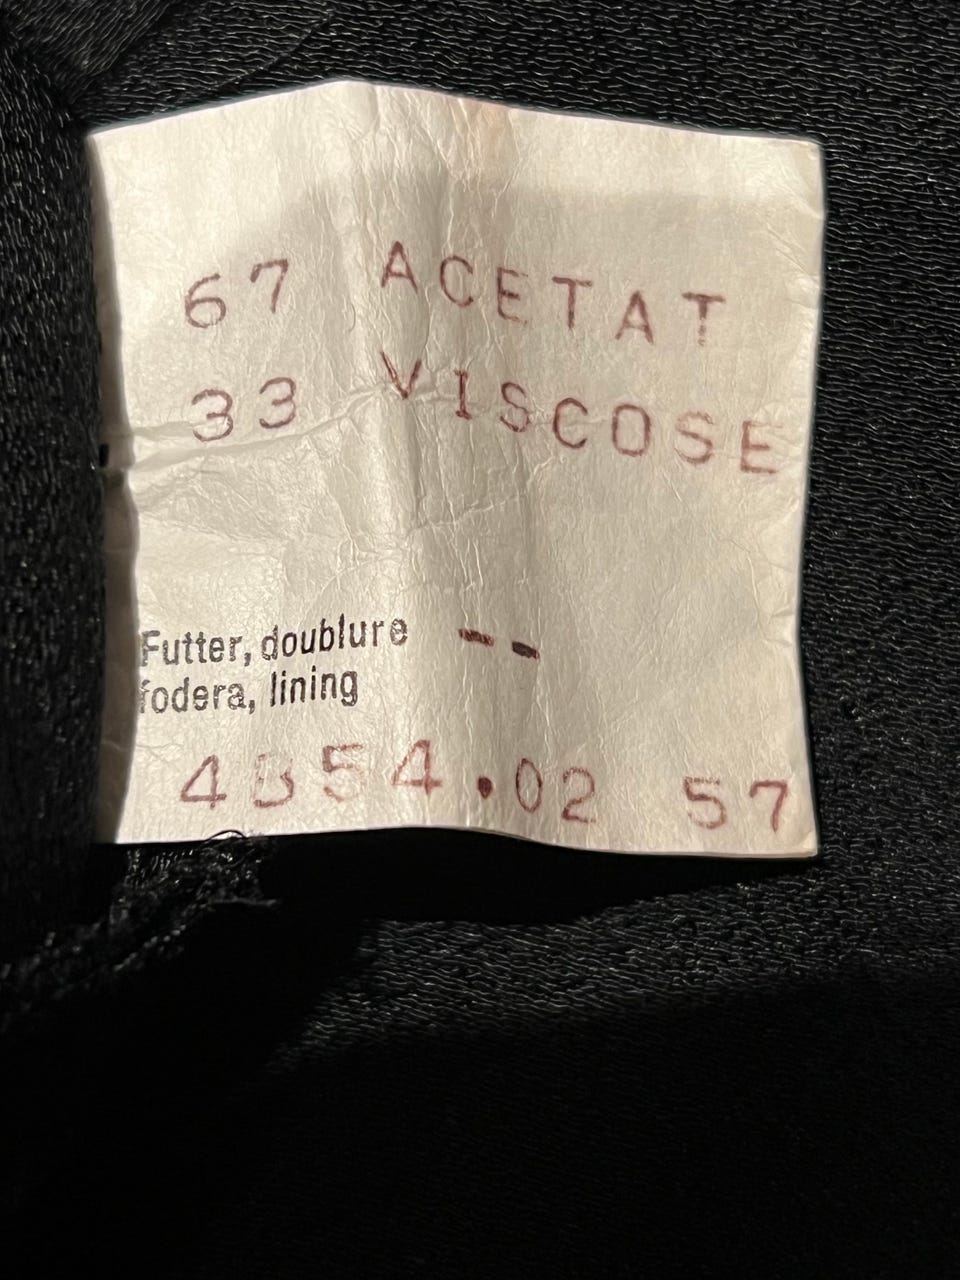 67 ACETAT
33 VISCOSE
Futter, doublure --
fodera, lining
4854.02 57